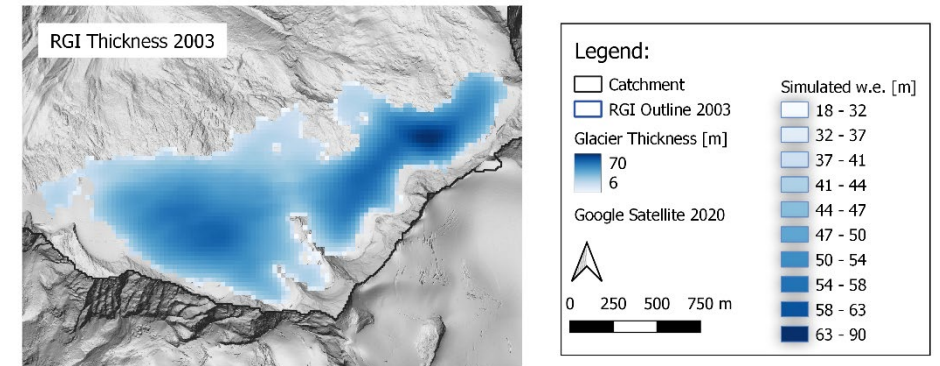 RGI Thickness 2003
Legend:
Catchment
RGI Outline 2003
Glacier Thickness [m]
70
6
Google Satellite 2020
0 250 500 750 m
Simulated w.e. [m]
18 - 32
32 - 37
37 - 41
41 - 44
44 - 47
47 - 50
50 - 54
54 - 58
58 - 63
63 - 90